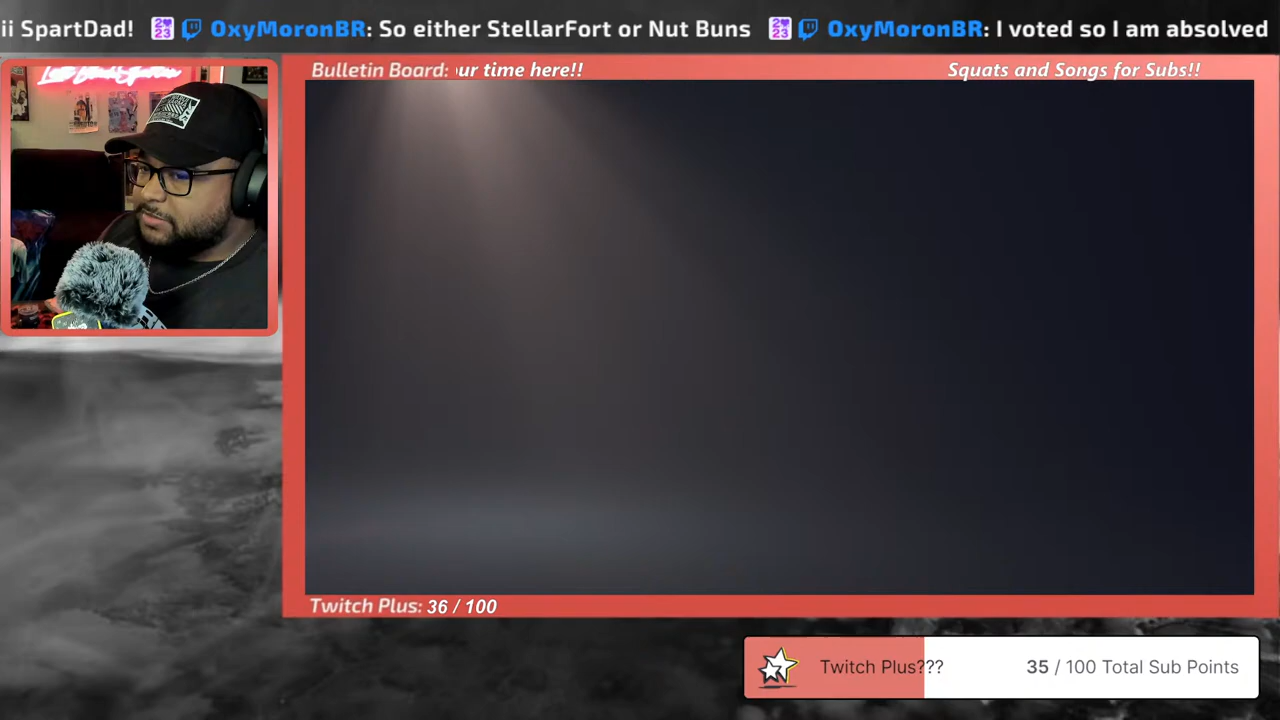 ii SpartDad! OxyMoronBR: So either StellarFort or Nut Buns OxyMoronBR: I voted so I am absolved
Bulletin Board: ur time here!! Squats and Songs for Subs!!
Twitch Plus: 36 / 100
Twitch Plus??? 35 / 100 Total Sub Points